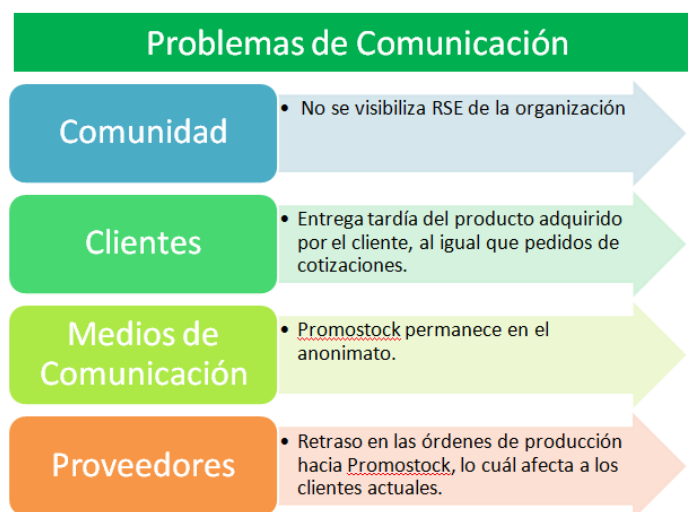 Problemas de Comunicación
Comunidad
• No se visibiliza RSE de la organización
Clientes
• Entrega tardía del producto adquirido
por el cliente, al igual que pedidos de
cotizaciones.
Medios de
Comunicación
• Promostock permanece en el
anonimato.
Proveedores
• Retraso en las órdenes de producción
hacia Promostock, lo cuál afecta a los
clientes actuales.